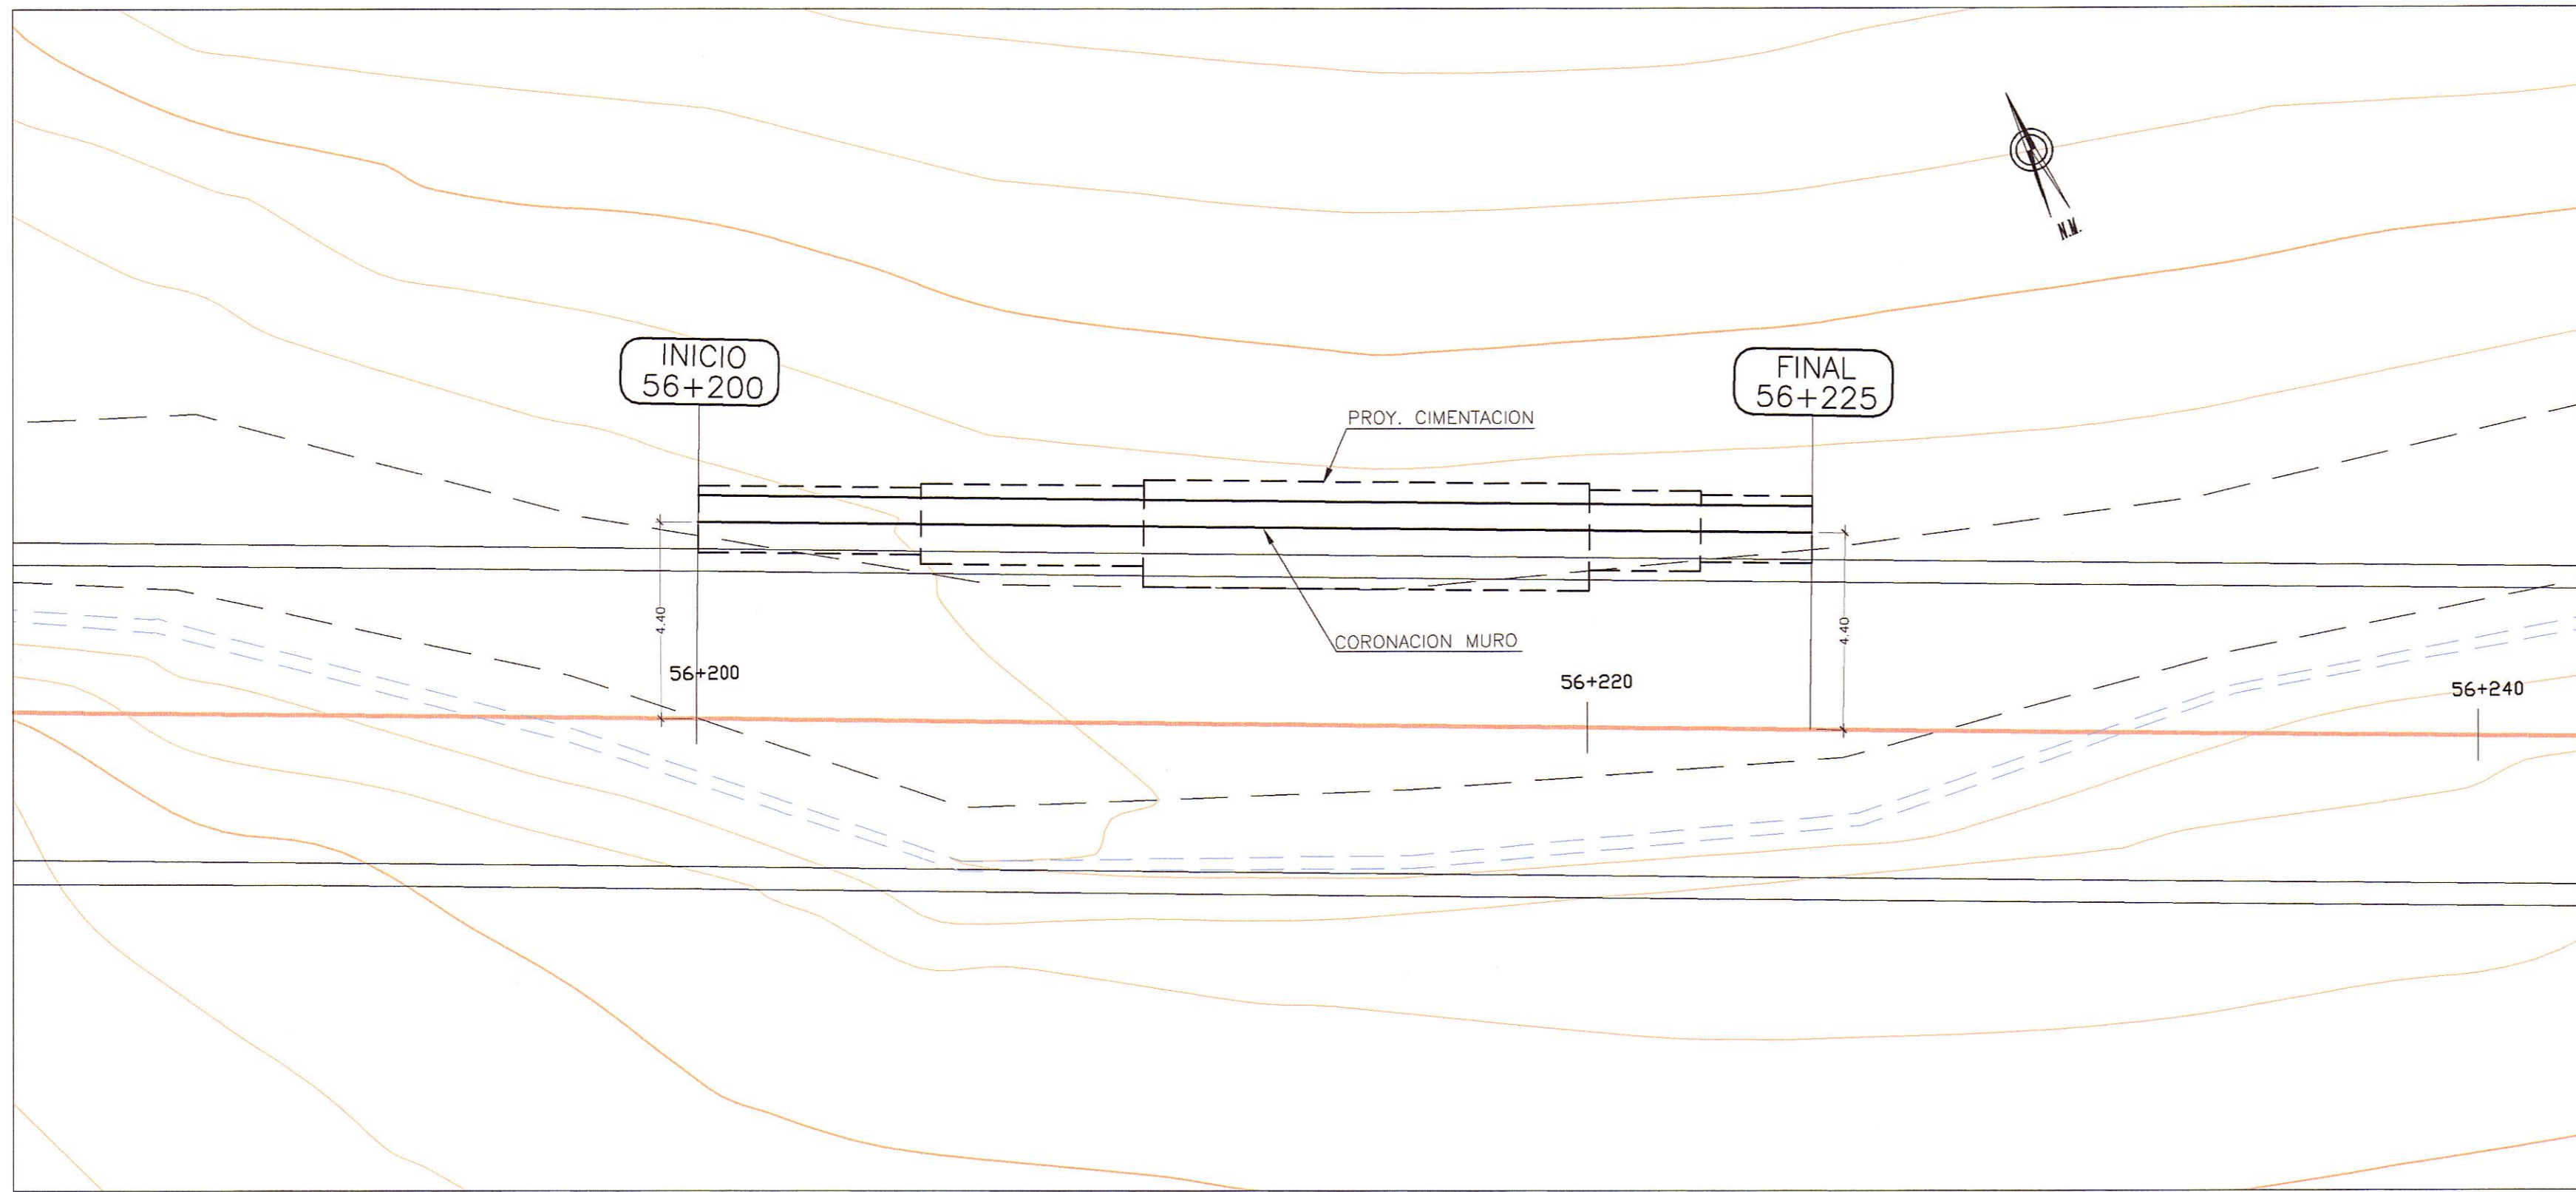 N.M.
INICIO
56+200
FINAL
56+225
PROY. CIMENTACION
4.40
4.40
CORONACION MURO
56+200
56+220
56+240